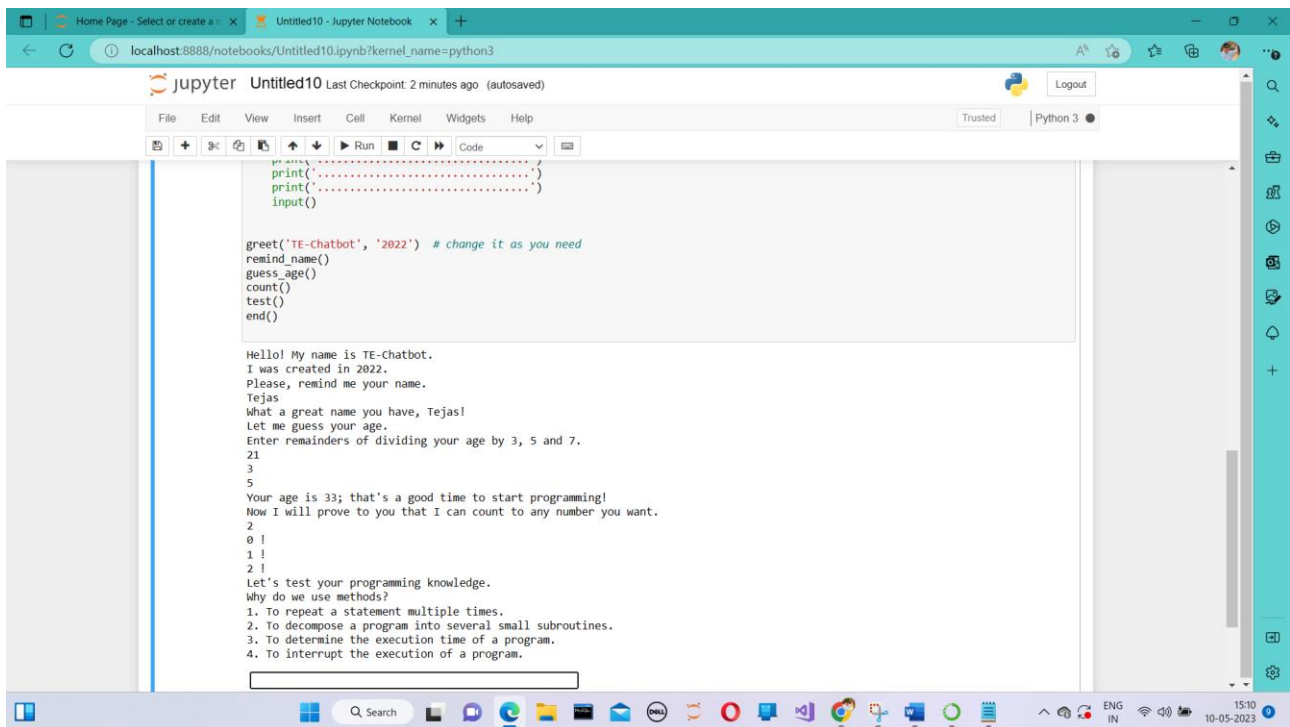 Home Page - Select or create a n
Untitled10 - Jupyter Notebook
localhost:8888/notebooks/Untitled10.ipynb?kernel_name=python3
jupyter Untitled10 Last Checkpoint: 2 minutes ago (autosaved)
Logout
File Edit View Insert Cell Kernel Widgets Help
Trusted
Python 3
Run
Code
print('.................................')
print('.................................')
print('.................................')
input()
greet('TE-Chatbot', '2022') # change it as you need
remind_name()
guess_age()
count()
test()
end()
Hello! My name is TE-Chatbot.
I was created in 2022.
Please, remind me your name.
Tejas
What a great name you have, Tejas!
Let me guess your age.
Enter remainders of dividing your age by 3, 5 and 7.
21
3
5
Your age is 33; that's a good time to start programming!
Now I will prove to you that I can count to any number you want.
2
0 !
1 !
2 !
Let's test your programming knowledge.
Why do we use methods?
1. To repeat a statement multiple times.
2. To decompose a program into several small subroutines.
3. To determine the execution time of a program.
4. To interrupt the execution of a program.
Search
DELL
ENG
IN
15:10
10-05-2023
9